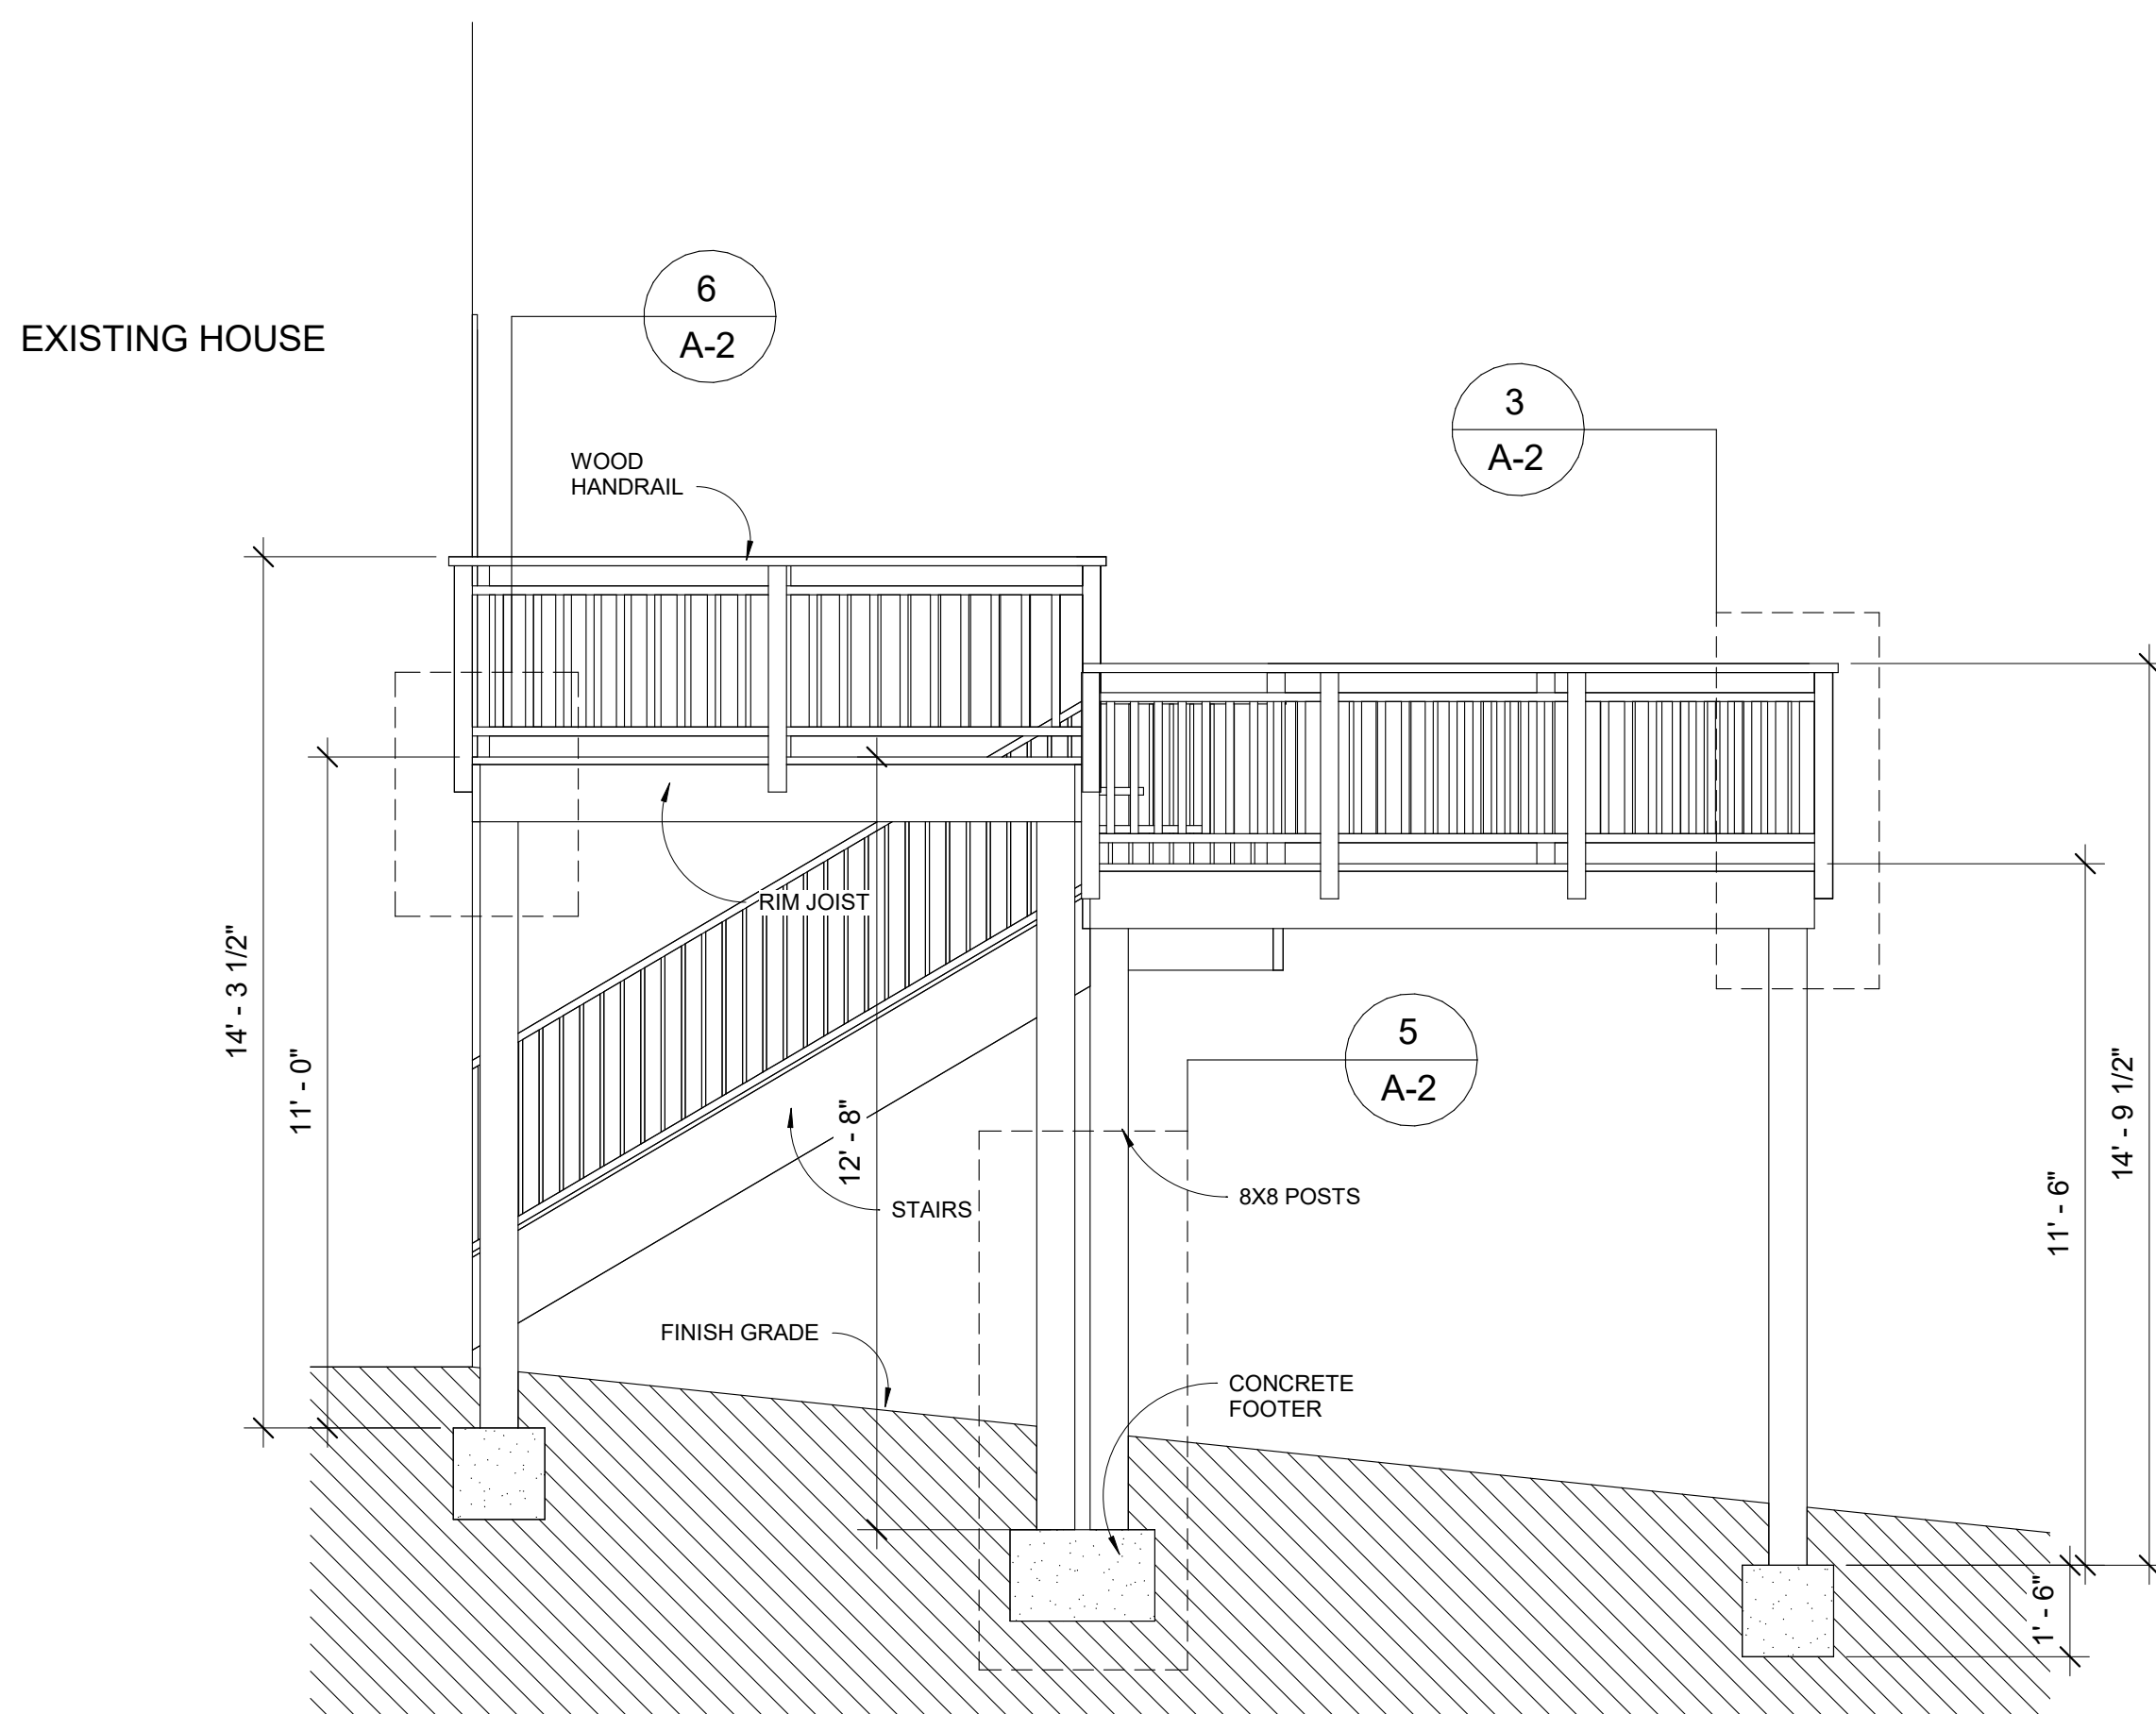 6
A-2
EXISTING HOUSE
3
A-2
WOOD
HANDRAIL
RIM JOIST
14' - 3 1/2"
11' - 0"
12' - 8"
5
A-2
8X8 POSTS
STAIRS
14' - 9 1/2"
11' - 6"
FINISH GRADE
CONCRETE
FOOTER
1' - 6"